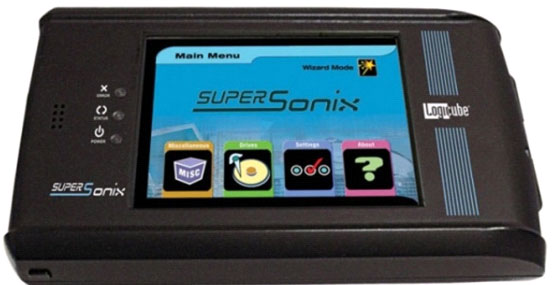 Main Menu
Wizard Mode
SUPERSonix
Miscellaneous
Drives
Settings
About
MISC
?
ERROR
STATUS
POWER
Logicube
SUPERSonix